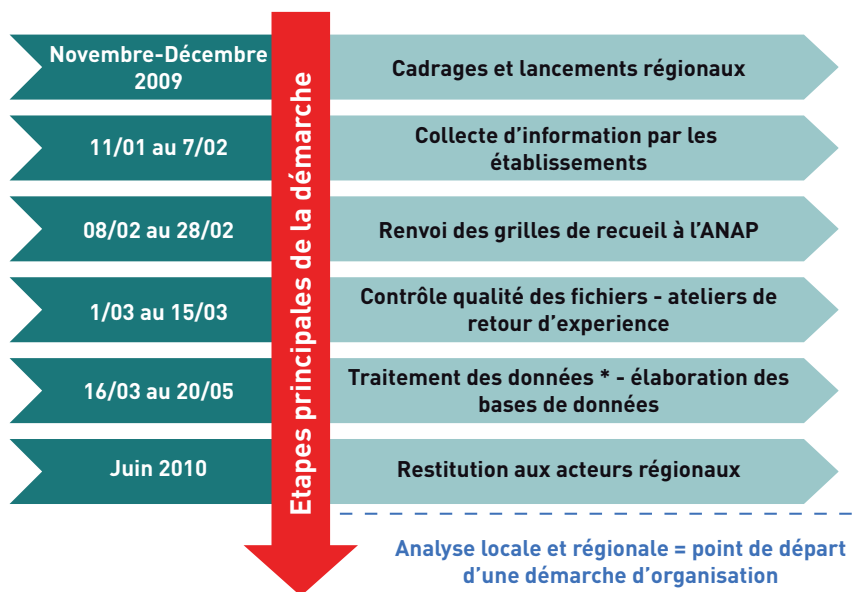 Novembre-Décembre
2009
Cadrages et lancements régionaux
11/01 au 7/02
Collecte d'information par les
établissements
08/02 au 28/02
Renvoi des grilles de recueil à l'ANAP
1/03 au 15/03
Contrôle qualité des fichiers - ateliers de
retour d'experience
16/03 au 20/05
Traitement des données * - élaboration des
bases de données
Juin 2010
Restitution aux acteurs régionaux
Etapes principales de la démarche
Analyse locale et régionale = point de départ
d'une démarche d'organisation